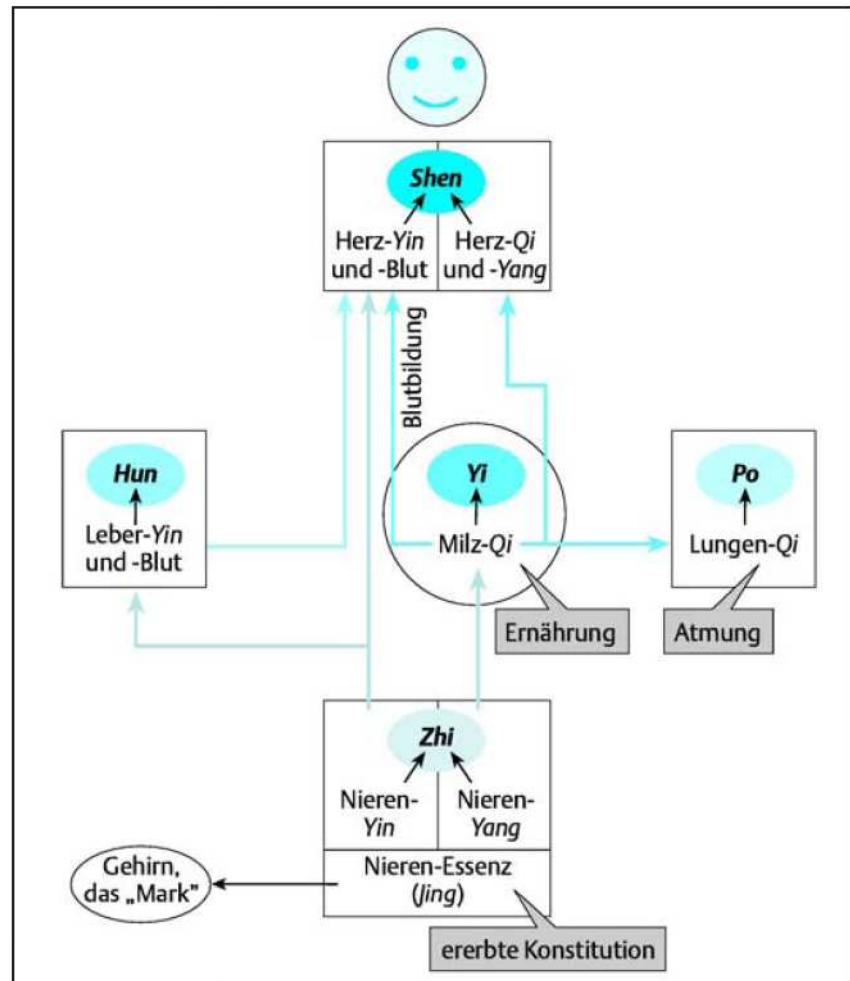 Shen
Herz-Yin
und -Blut
Herz-Qi
und -Yang
Blutbildung
Hun
Leber-Yin
und -Blut
Yi
Milz-Qi
Po
Lungen-Qi
Ernährung
Atmung
Zhi
Nieren-
Yin
Nieren-
Yang
Nieren-Essenz
(Jing)
Gehirn,
das „Mark"
ererbte Konstitution